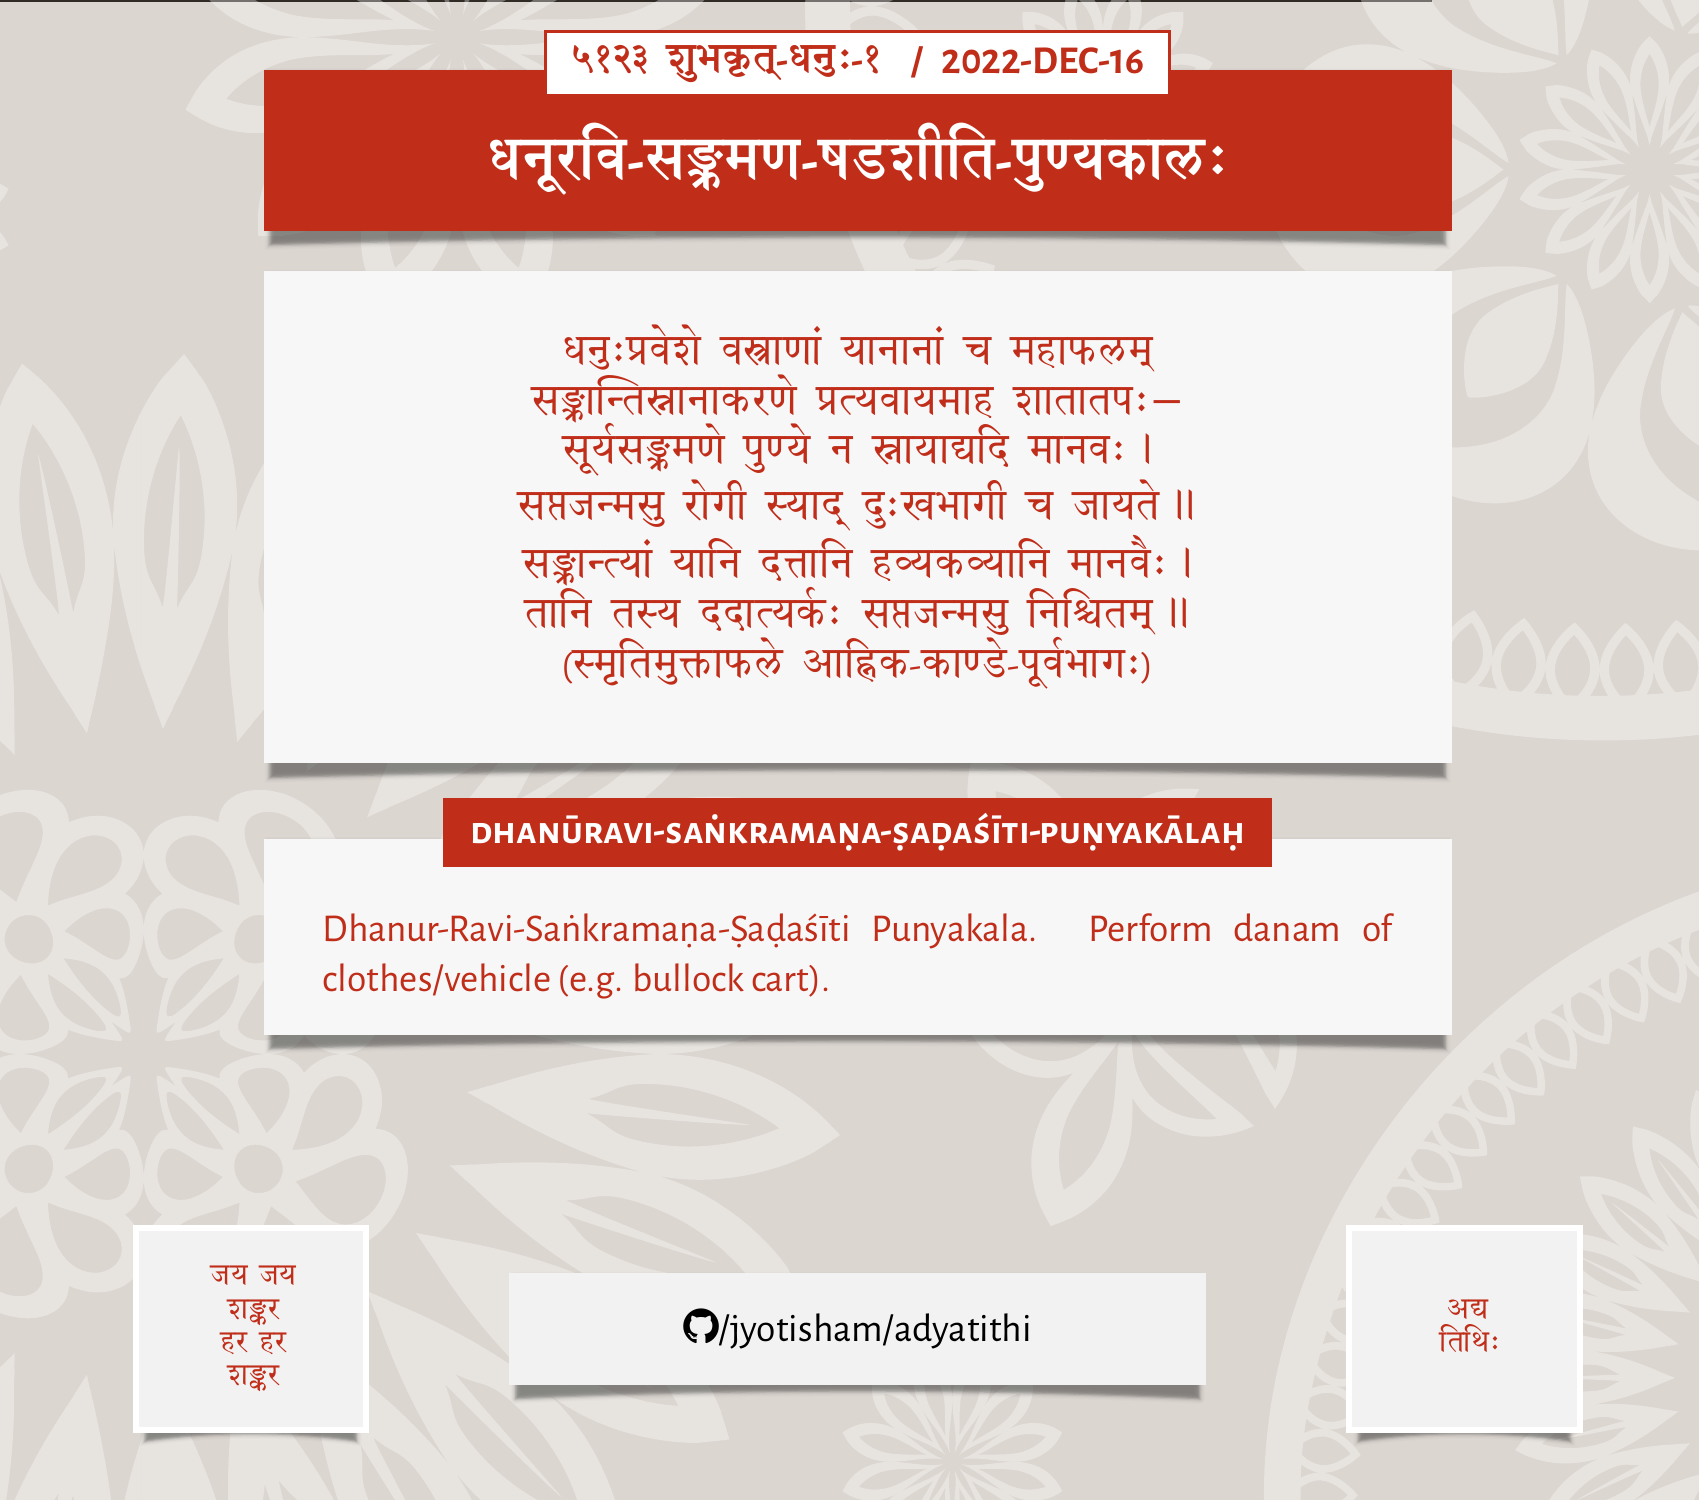 ५१२३ शुभकृत्-धनुः-१ / 2022-DEC-16
धनूरवि-सङ्क्रमण-षडशीति-पुण्यकालः
धनुःप्रवेशे वस्त्राणां यानानां च महाफलम्
सङ्क्रान्तिस्नानाकरणे प्रत्यवायमाह शातातपः—
सूर्यसङ्क्रमणे पुण्ये न स्नायाद्यदि मानवः ।
सप्तजन्मसु रोगी स्याद् दुःखभागी च जायते ॥
सङ्क्रान्त्यां यानि दत्तानि हव्यकव्यानि मानवैः ।
तानि तस्य ददात्यर्कः सप्तजन्मसु निश्चितम् ॥
(स्मृतिमुक्ताफले आह्निक-काण्डे-पूर्वभागः)
DHANŪRAVI-SAṄKRAMAṆA-ṢAḌAŚĪTI-PUṆYAKĀLAḤ
Dhanur-Ravi-Saṅkramaṇa-Ṣaḍaśīti Punyakala. Perform danam of
clothes/vehicle (e.g. bullock cart).
जय जय
शङ्कर
हर हर
शङ्कर
/jyotisham/adyatithi
अद्य
तिथिः